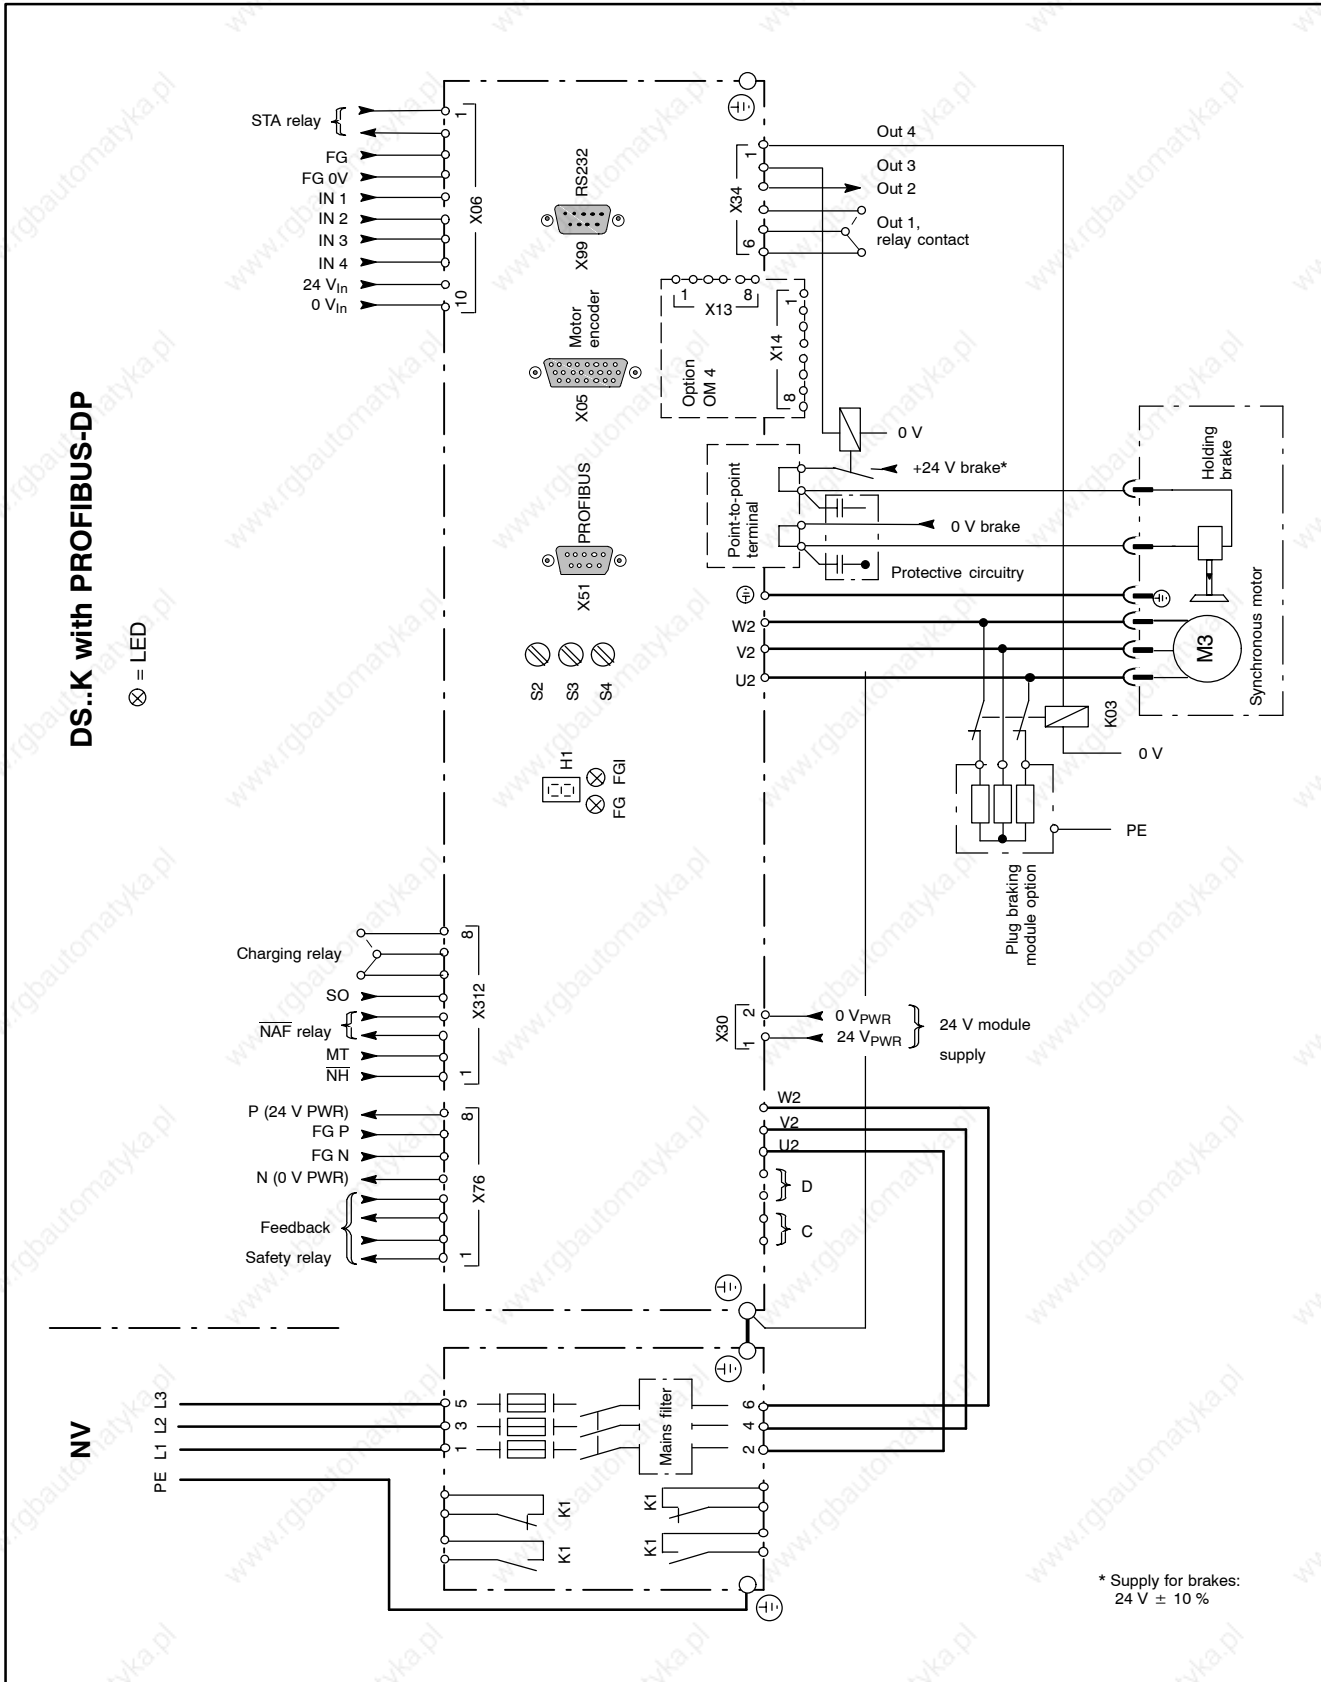 DS..K with PROFIBUS-DP
= LED
STA relay
FG
FG 0V
IN 1
IN 2
IN 3
IN 4
24 VIn
0 VIn
1
10
X06
RS232
X99
Motor
encoder
X05
PROFIBUS
X51
S2
S3
S4
H1
FG
FGI
1
6
X34
Out 4
Out 3
Out 2
Out 1,
relay contact
1
8
X13
1
8
X14
Option
OM 4
0 V
+24 V brake*
Point-to-point
terminal
0 V brake
Protective circuitry
Holding
brake
Synchronous motor
M3
W2
V2
U2
K03
0 V
PE
Plug braking
module option
Charging relay
SO
NAF relay
MT
NH
8
1
X312
X30
2
1
0 VPWR
24 VPWR
24 V module
supply
P (24 V PWR)
FG P
FG N
N (0 V PWR)
Feedback
Safety relay
8
1
X76
W2
V2
U2
D
C
NV
L3
L2
L1
PE
5
3
1
Mains filter
6
4
2
K1
K1
K1
K1
* Supply for brakes:
24 V ± 10 %
www.rgbautomatyka.pl